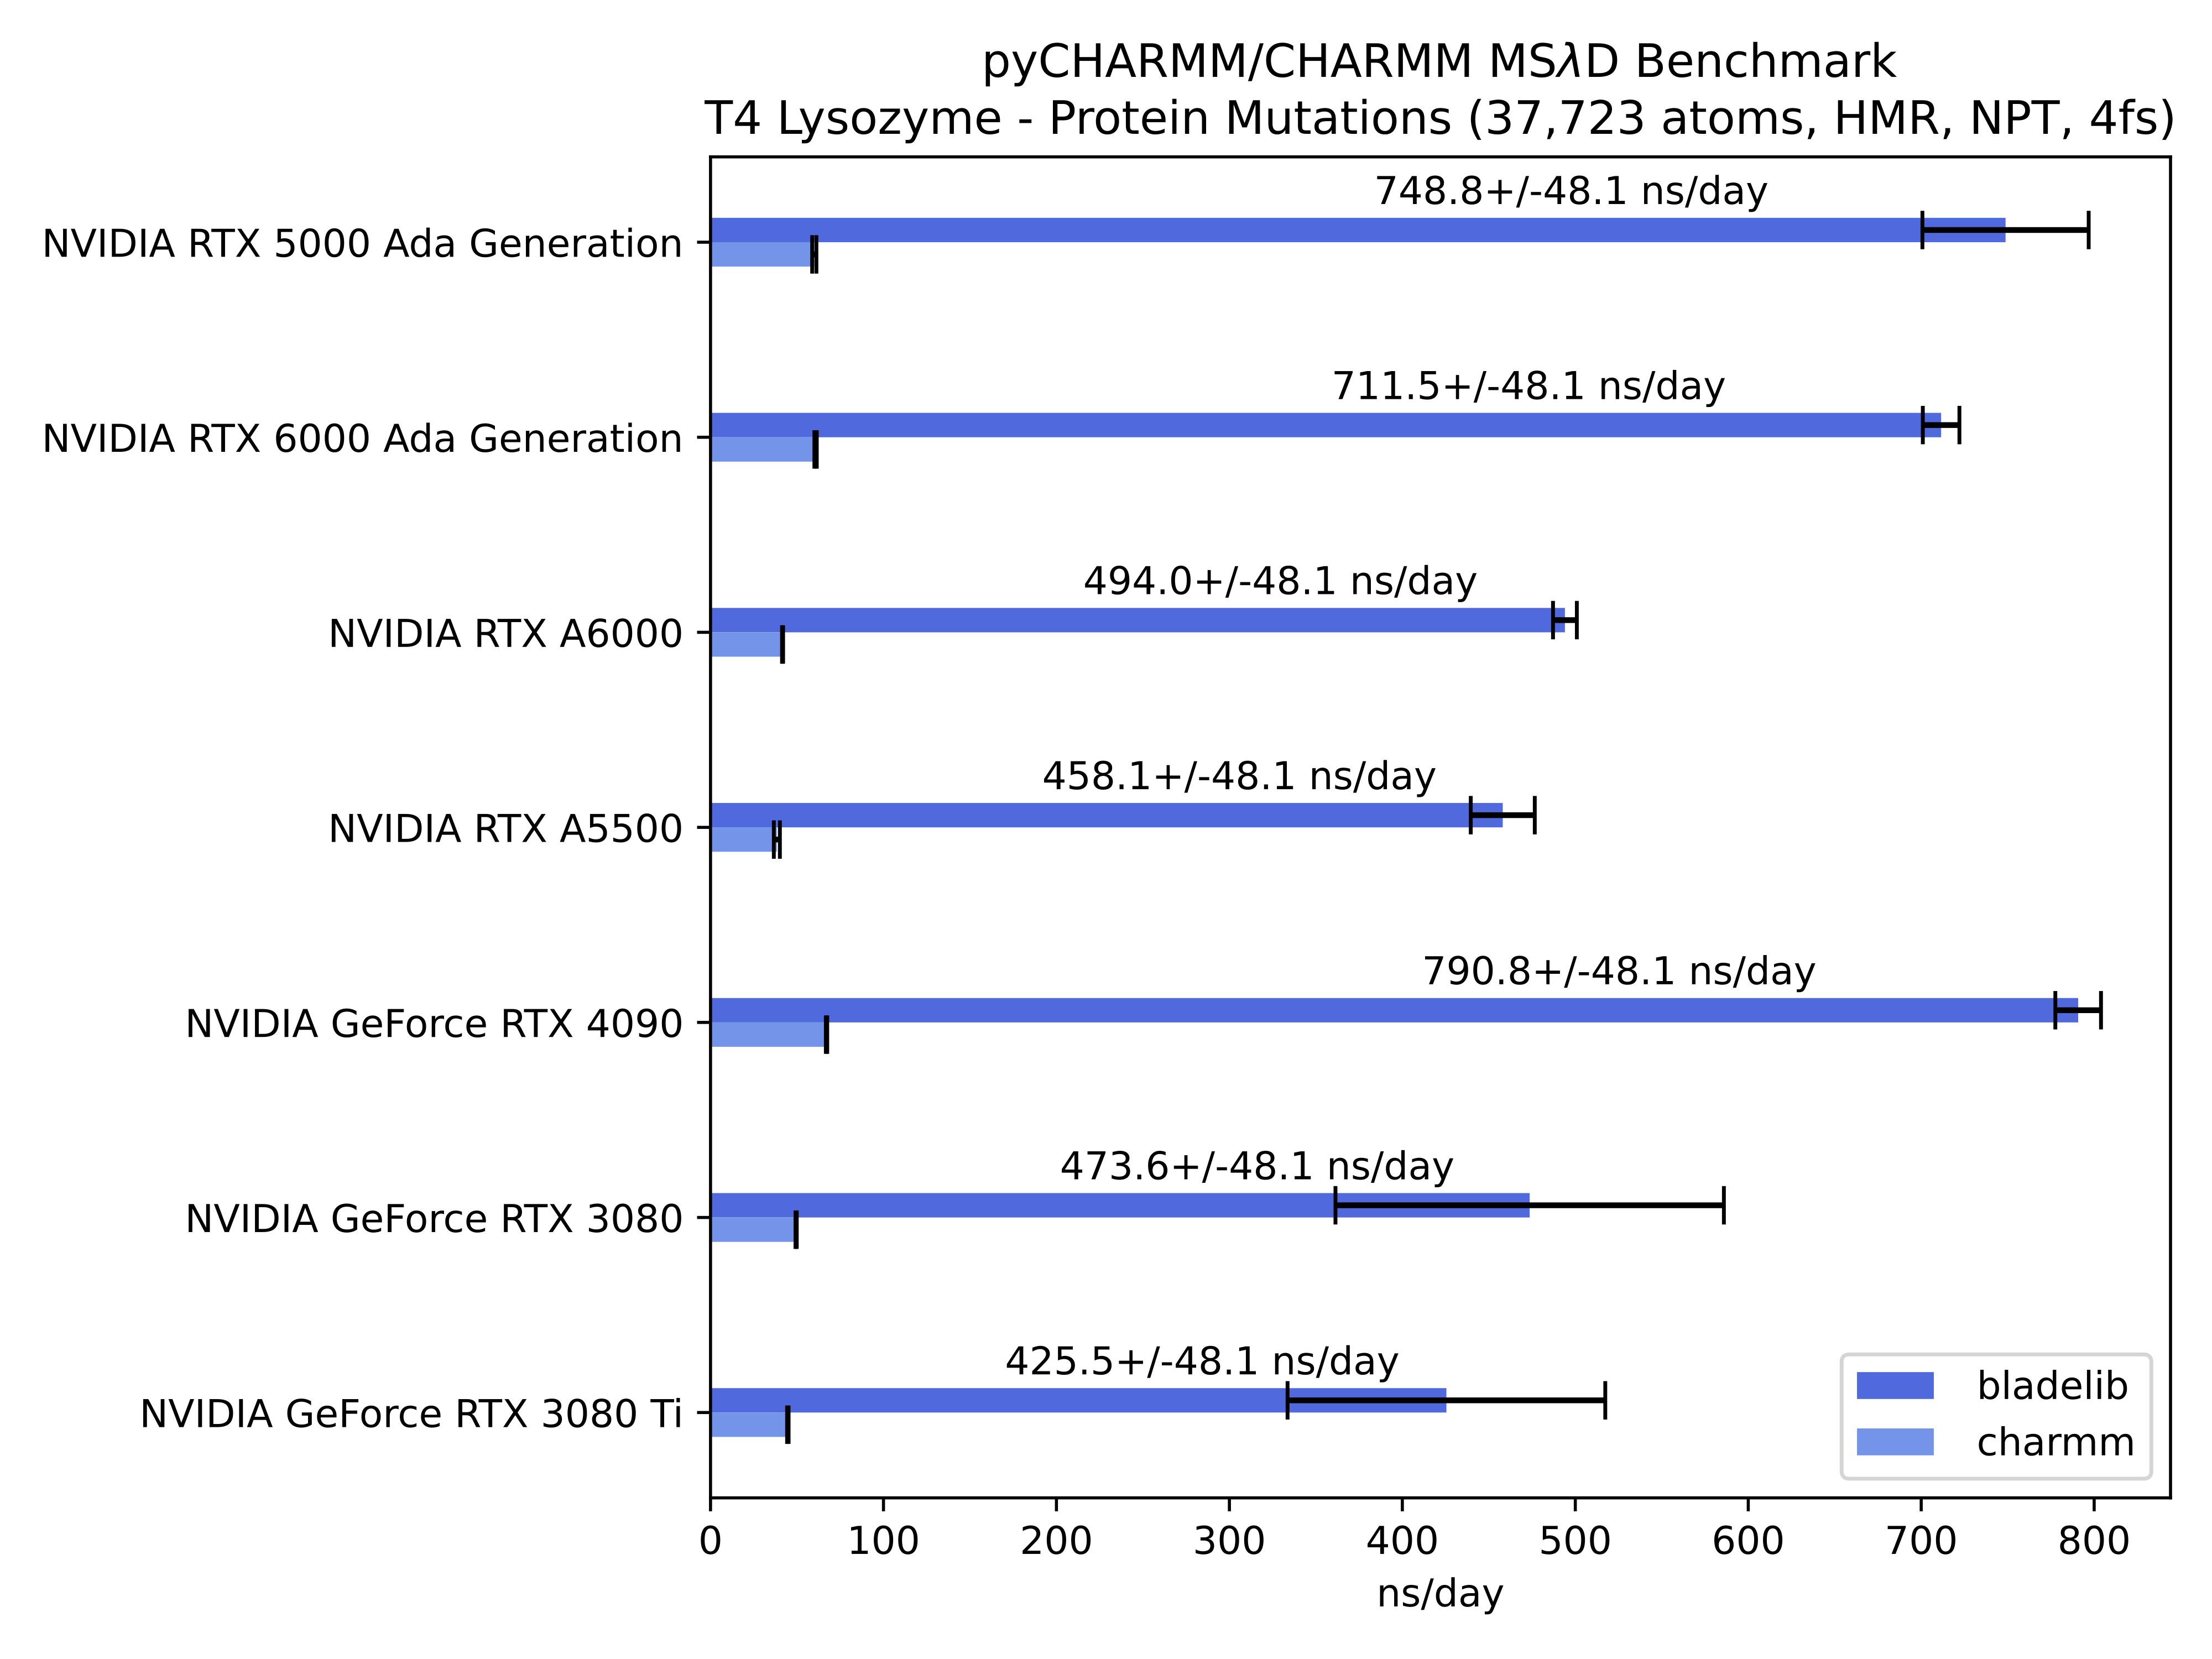 pyCHARMM/CHARMM MSλD Benchmark
T4 Lysozyme - Protein Mutations (37,723 atoms, HMR, NPT, 4fs)
748.8+/-48.1 ns/day
NVIDIA RTX 5000 Ada Generation
711.5+/-48.1 ns/day
NVIDIA RTX 6000 Ada Generation
494.0+/-48.1 ns/day
NVIDIA RTX A6000
458.1+/-48.1 ns/day
NVIDIA RTX A5500
790.8+/-48.1 ns/day
NVIDIA GeForce RTX 4090
473.6+/-48.1 ns/day
NVIDIA GeForce RTX 3080
425.5+/-48.1 ns/day
NVIDIA GeForce RTX 3080 Ti
bladelib
charmm
0 100 200 300 400 500 600 700 800
ns/day